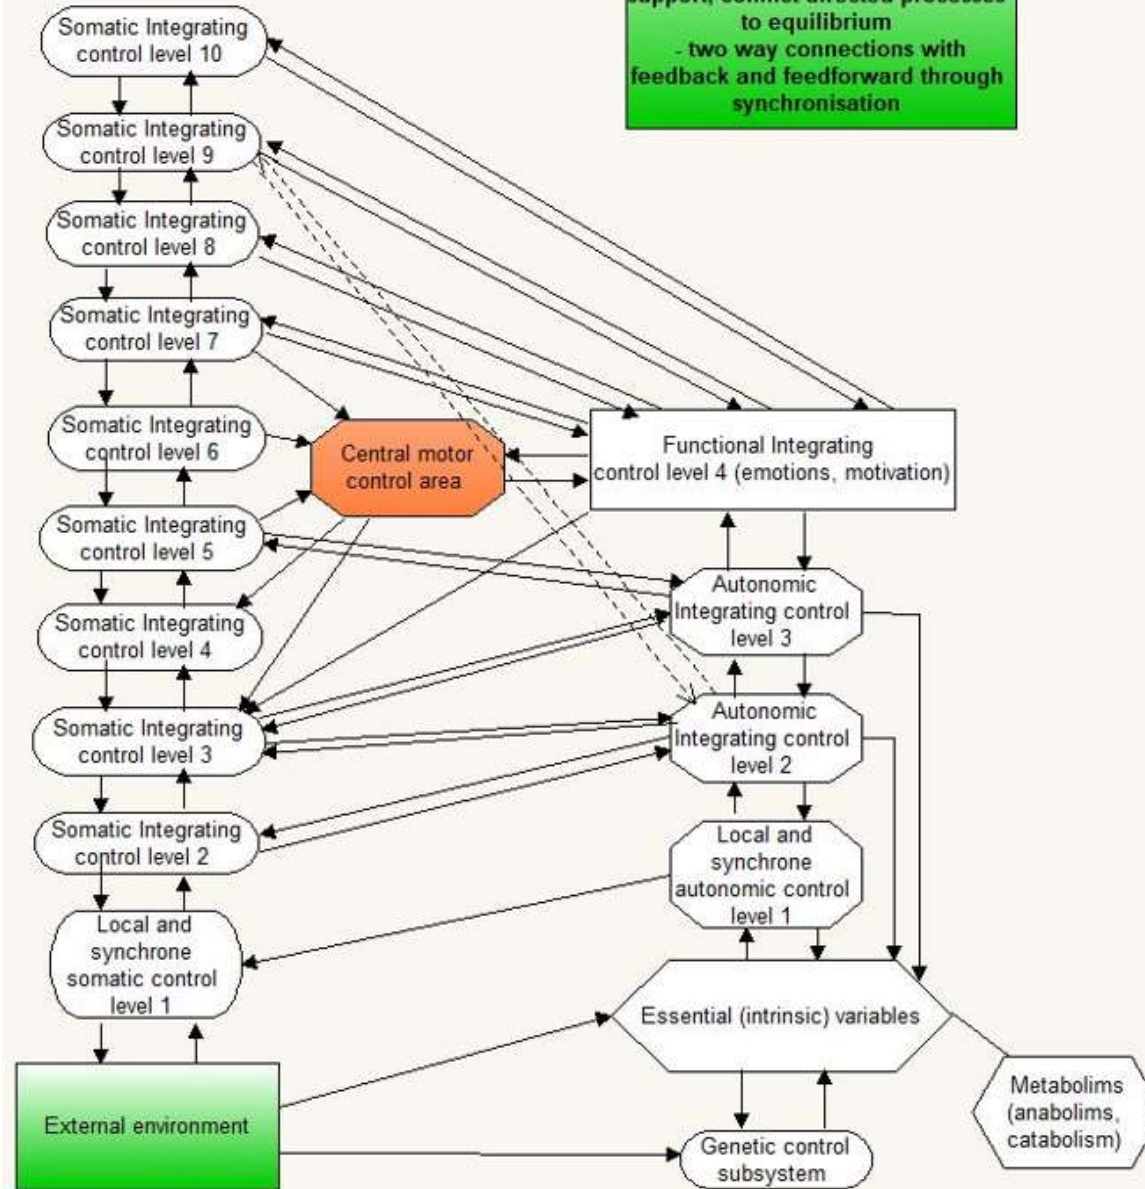 support, conflict directed processes
to equilibrium
- two way connections with
feedback and feedforward through
synchronisation
Somatic Integrating
control level 10
Somatic Integrating
control level 9
Somatic Integrating
control level 8
Somatic Integrating
control level 7
Somatic Integrating
control level 6
Central motor
control area
Functional Integrating
control level 4 (emotions, motivation)
Somatic Integrating
control level 5
Autonomic
Integrating control
level 3
Somatic Integrating
control level 4
Somatic Integrating
control level 3
Autonomic
Integrating control
level 2
Somatic Integrating
control level 2
Local and
synchrone
autonomic control
level 1
Local and
synchrone
somatic control
level 1
Essential (intrinsic) variables
Metabolims
(anabolims,
catabolism)
External environment
Genetic control
subsystem